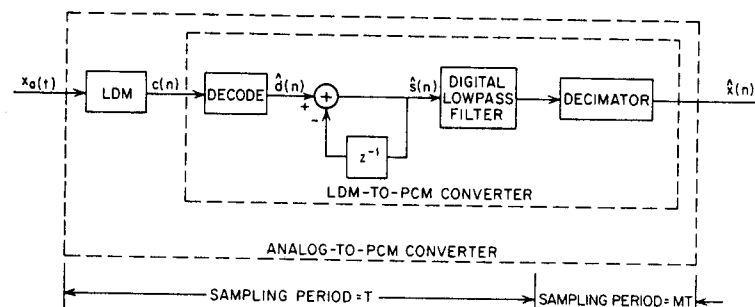 x_a(t)
LDM
c(n)
DECODE
d̂(n)
+
−
+
z⁻¹
ŝ(n)
DIGITAL
LOWPASS
FILTER
DECIMATOR
x̂(n)
LDM-TO-PCM CONVERTER
ANALOG-TO-PCM CONVERTER
SAMPLING PERIOD = T
SAMPLING PERIOD = MT